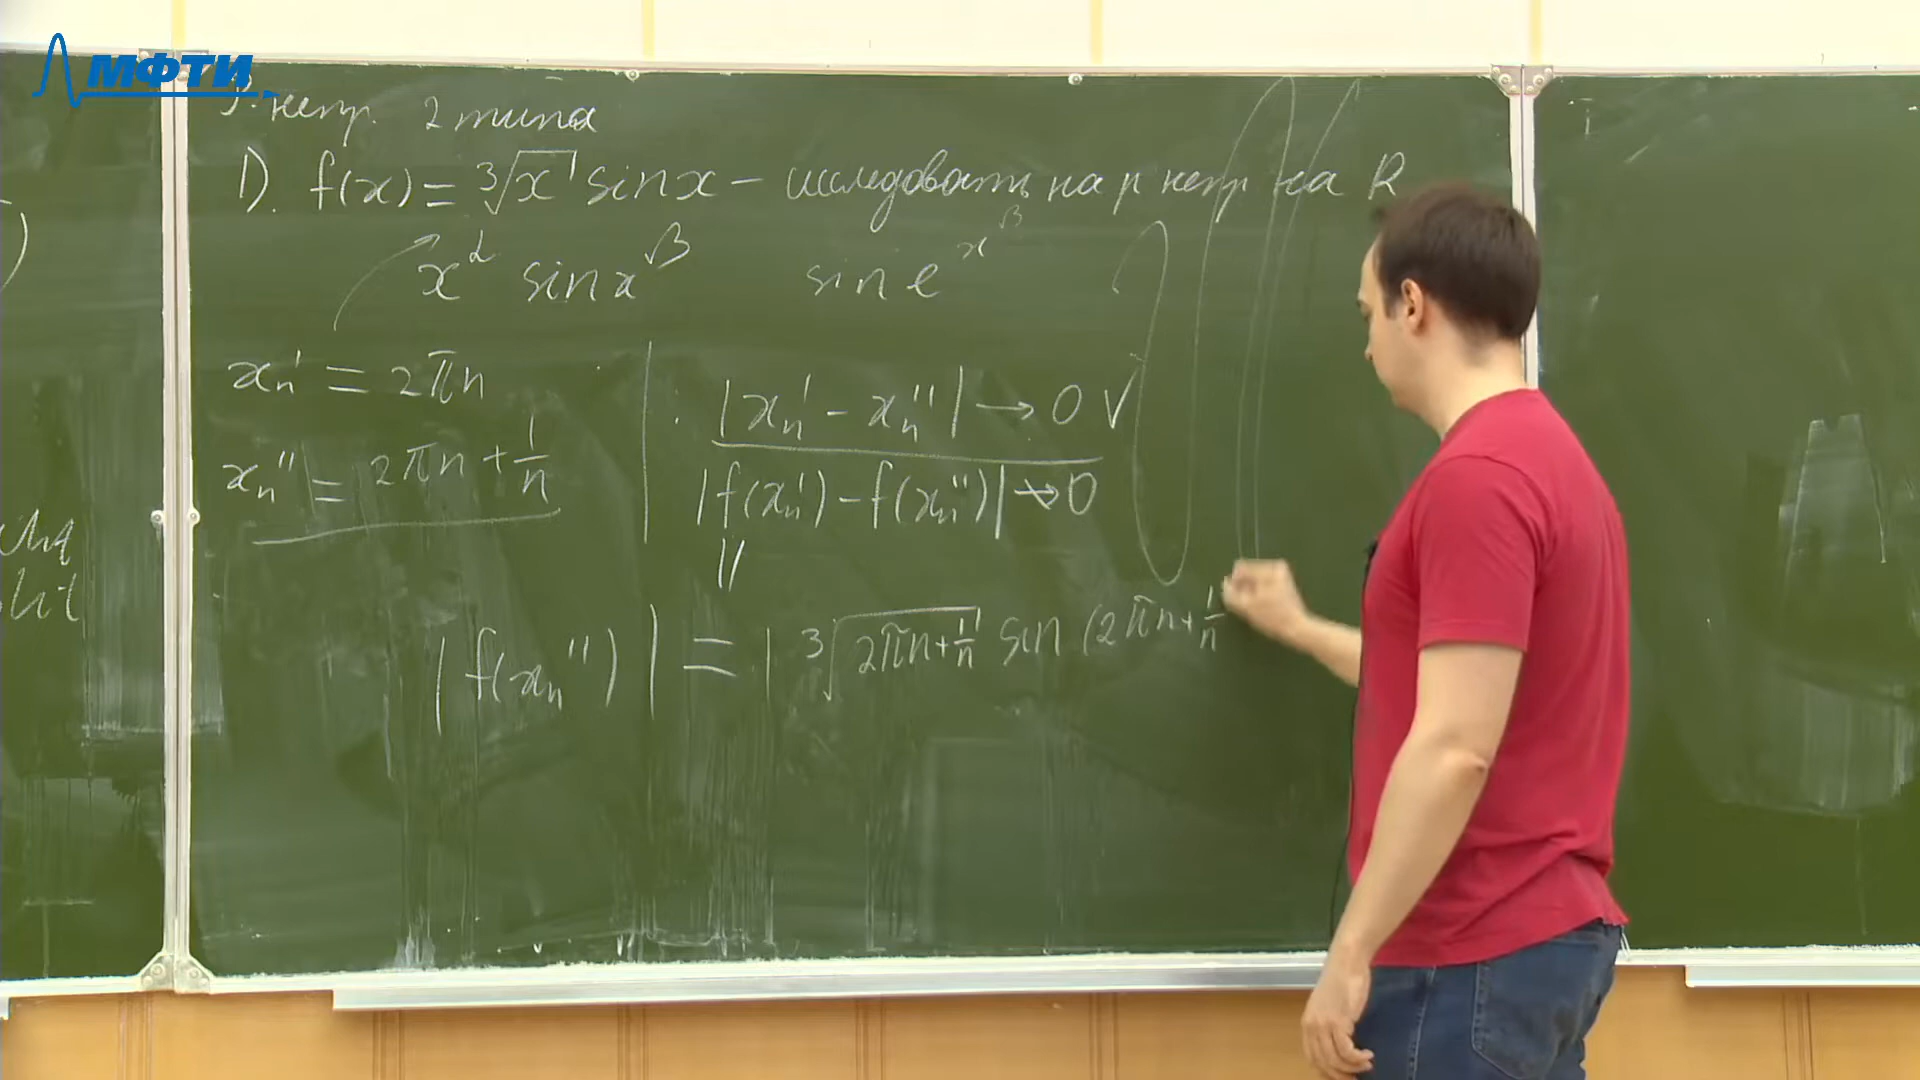 МФТИ
непр. 2 типа
1). f(x) = ∛x sin x – исследовать на р непр на R
x^α sin x^β sin e^{x^β}
x_n' = 2πn
|x_n' - x_n''| → 0 V
x_n'' = 2πn + 1/n
|f(x_n') - f(x_n'')| ↛ 0
||
|f(x_n'')| = | ∛(2πn + 1/n) sin (2πn + 1/n